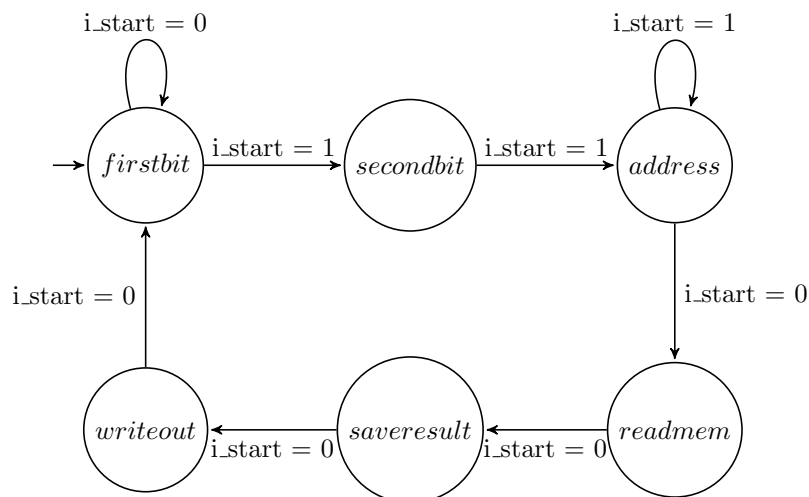 i_start = 0
i_start = 1
firstbit
i_start = 1
secondbit
i_start = 1
address
i_start = 0
i_start = 0
writeout
i_start = 0
saveresult
i_start = 0
readmem